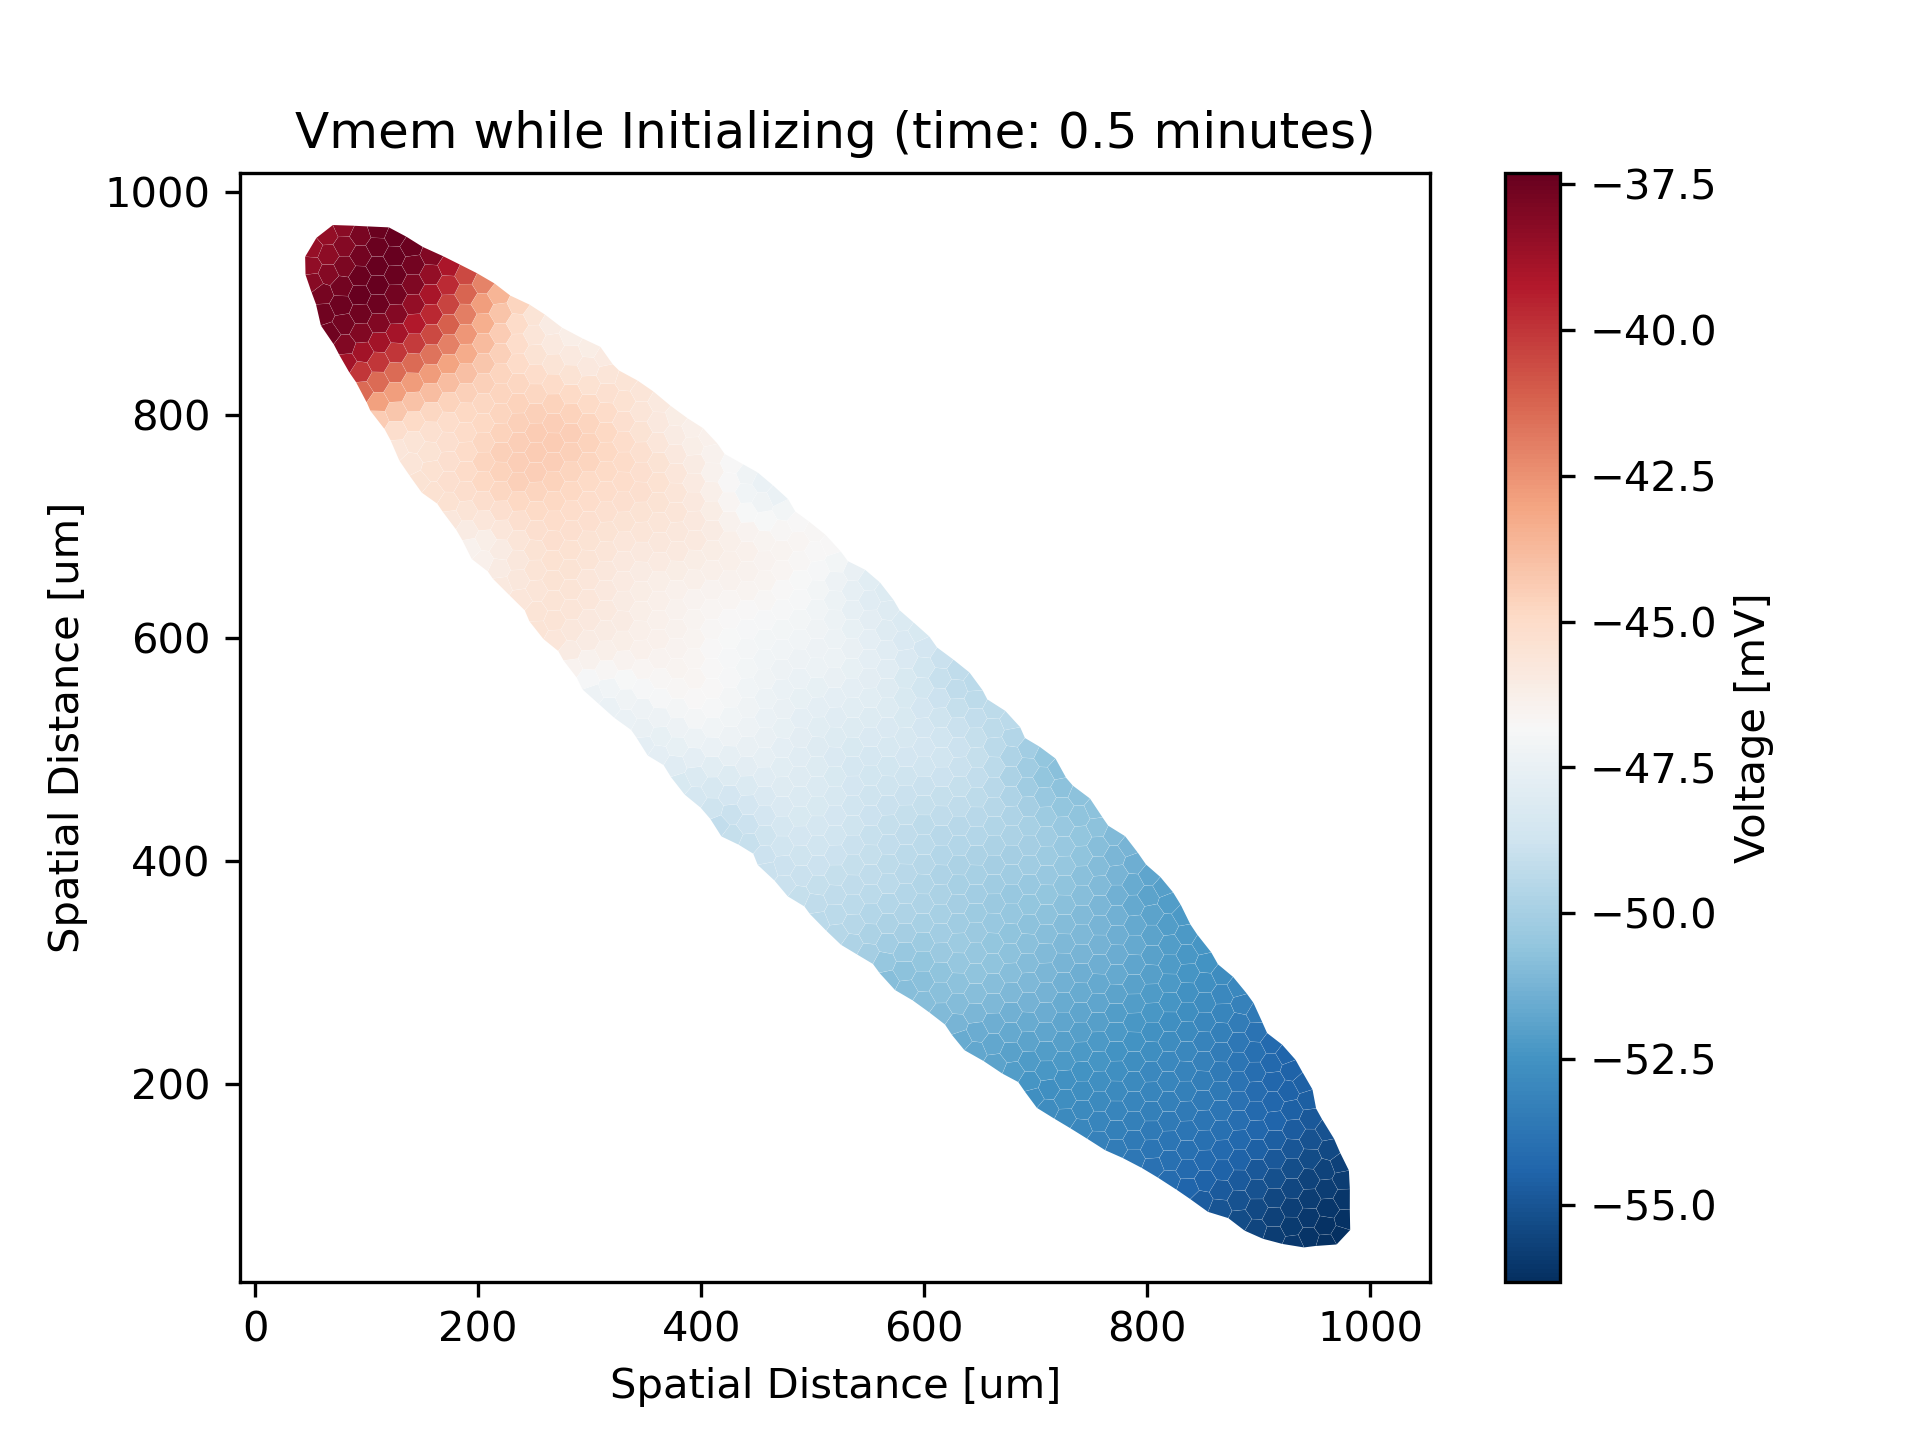 Vmem while Initializing (time: 0.5 minutes)
1000
800
600
400
200
Spatial Distance [um]
0 200 400 600 800 1000
Spatial Distance [um]
−37.5
−40.0
−42.5
−45.0
−47.5
−50.0
−52.5
−55.0
Voltage [mV]